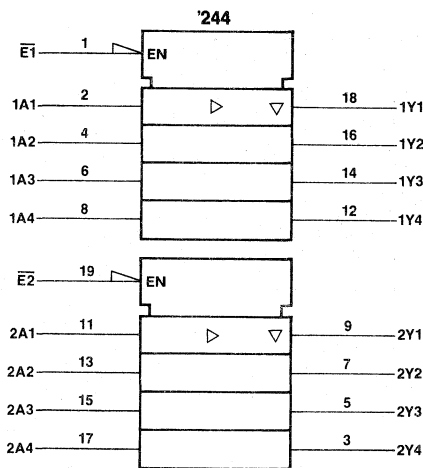 '244
E1 1 EN
1A1 2 18 1Y1
1A2 4 16 1Y2
1A3 6 14 1Y3
1A4 8 12 1Y4
E2 19 EN
2A1 11 9 2Y1
2A2 13 7 2Y2
2A3 15 5 2Y3
2A4 17 3 2Y4